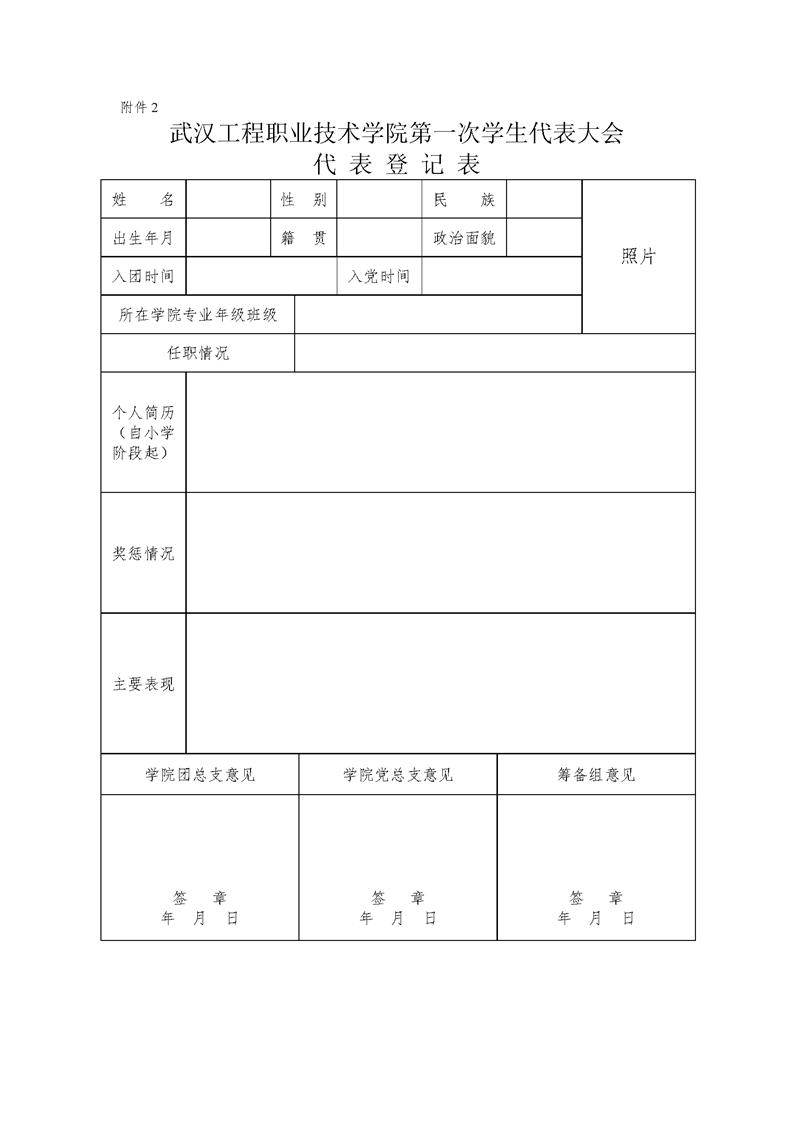 附件 2
武汉工程职业技术学院第一次学生代表大会
代 表 登 记 表
姓 名 性 别 民 族
照片
出生年月 籍 贯 政治面貌
入团时间 入党时间
所在学院专业年级班级
任职情况
个人简历
（自小学
阶段起）
奖惩情况
主要表现
学院团总支意见 学院党总支意见 筹备组意见
签 章 签 章 签 章
年 月 日 年 月 日 年 月 日